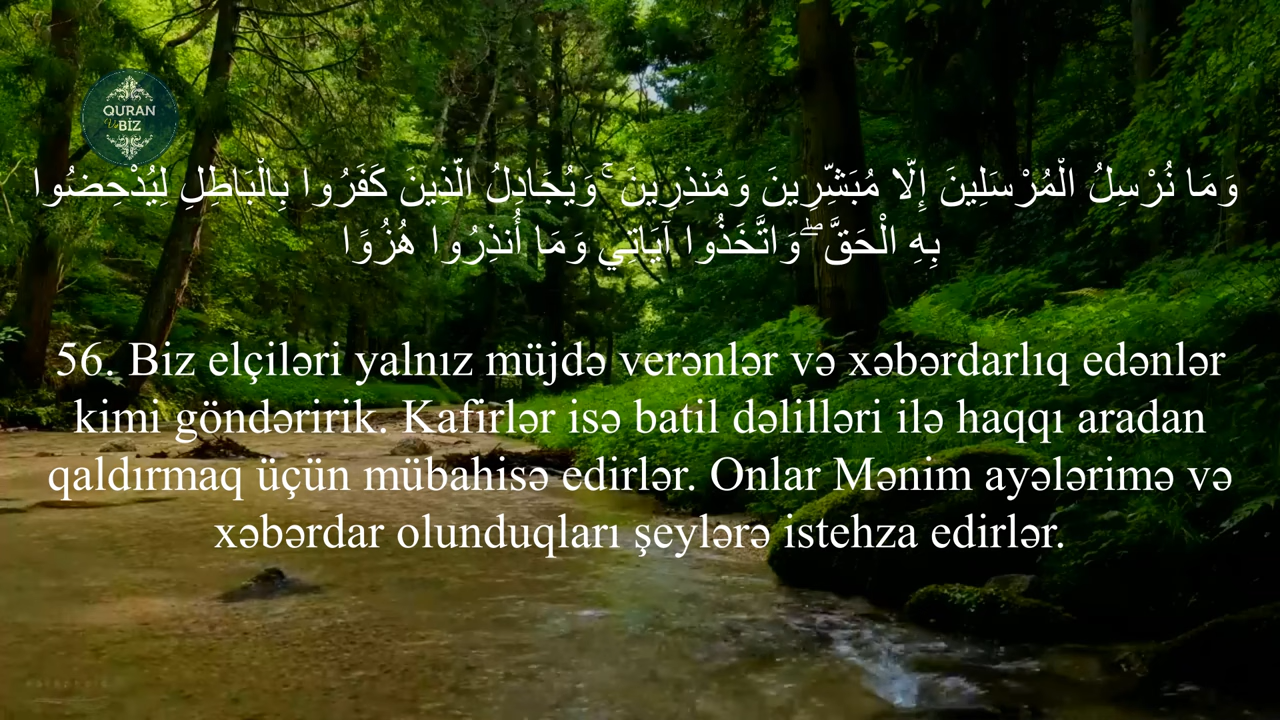 QURAN
Və BİZ
وَمَا نُرْسِلُ الْمُرْسَلِينَ إِلَّا مُبَشِّرِينَ وَمُنذِرِينَ ۚ وَيُجَادِلُ الَّذِينَ كَفَرُوا بِالْبَاطِلِ لِيُدْحِضُوا
بِهِ الْحَقَّ ۖ وَاتَّخَذُوا آيَاتِي وَمَا أُنذِرُوا هُزُوًا
56. Biz elçiləri yalnız müjdə verənlər və xəbərdarlıq edənlər
kimi göndəririk. Kafirlər isə batil dəlilləri ilə haqqı aradan
qaldırmaq üçün mübahisə edirlər. Onlar Mənim ayələrimə və
xəbərdar olunduqları şeylərə istehza edirlər.